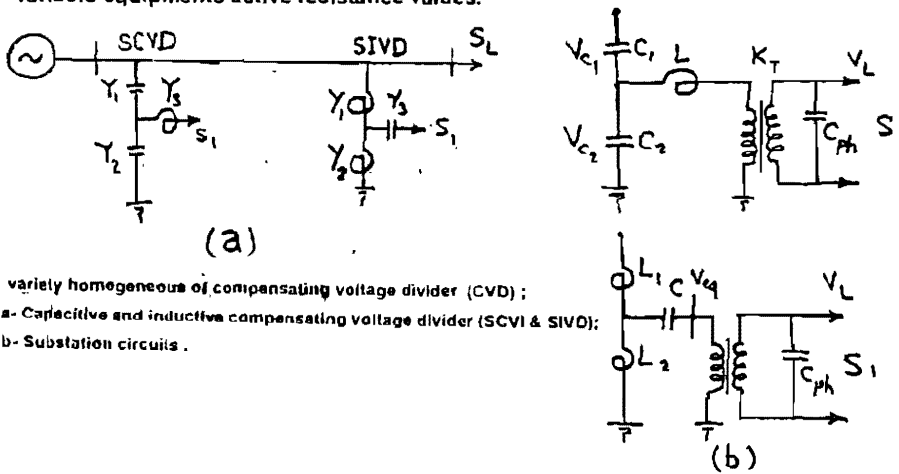 variable equipments active resistance values.
SCVD
SIVD
S_L
Y_1
Y_3
S_1
Y_2
Y_1
Y_3
S_1
Y_2
(a)
variety homogeneous of compensating voltage divider (CVD) ;
a- Capacitive and inductive compensating voltage divider (SCVI & SIVD);
b- Substation circuits .
V_C1
C_1
L
K_T
V_L
V_C2
C_2
C_ph
S
L_1
C
V_eq
V_L
L_2
C_ph
S_1
(b)